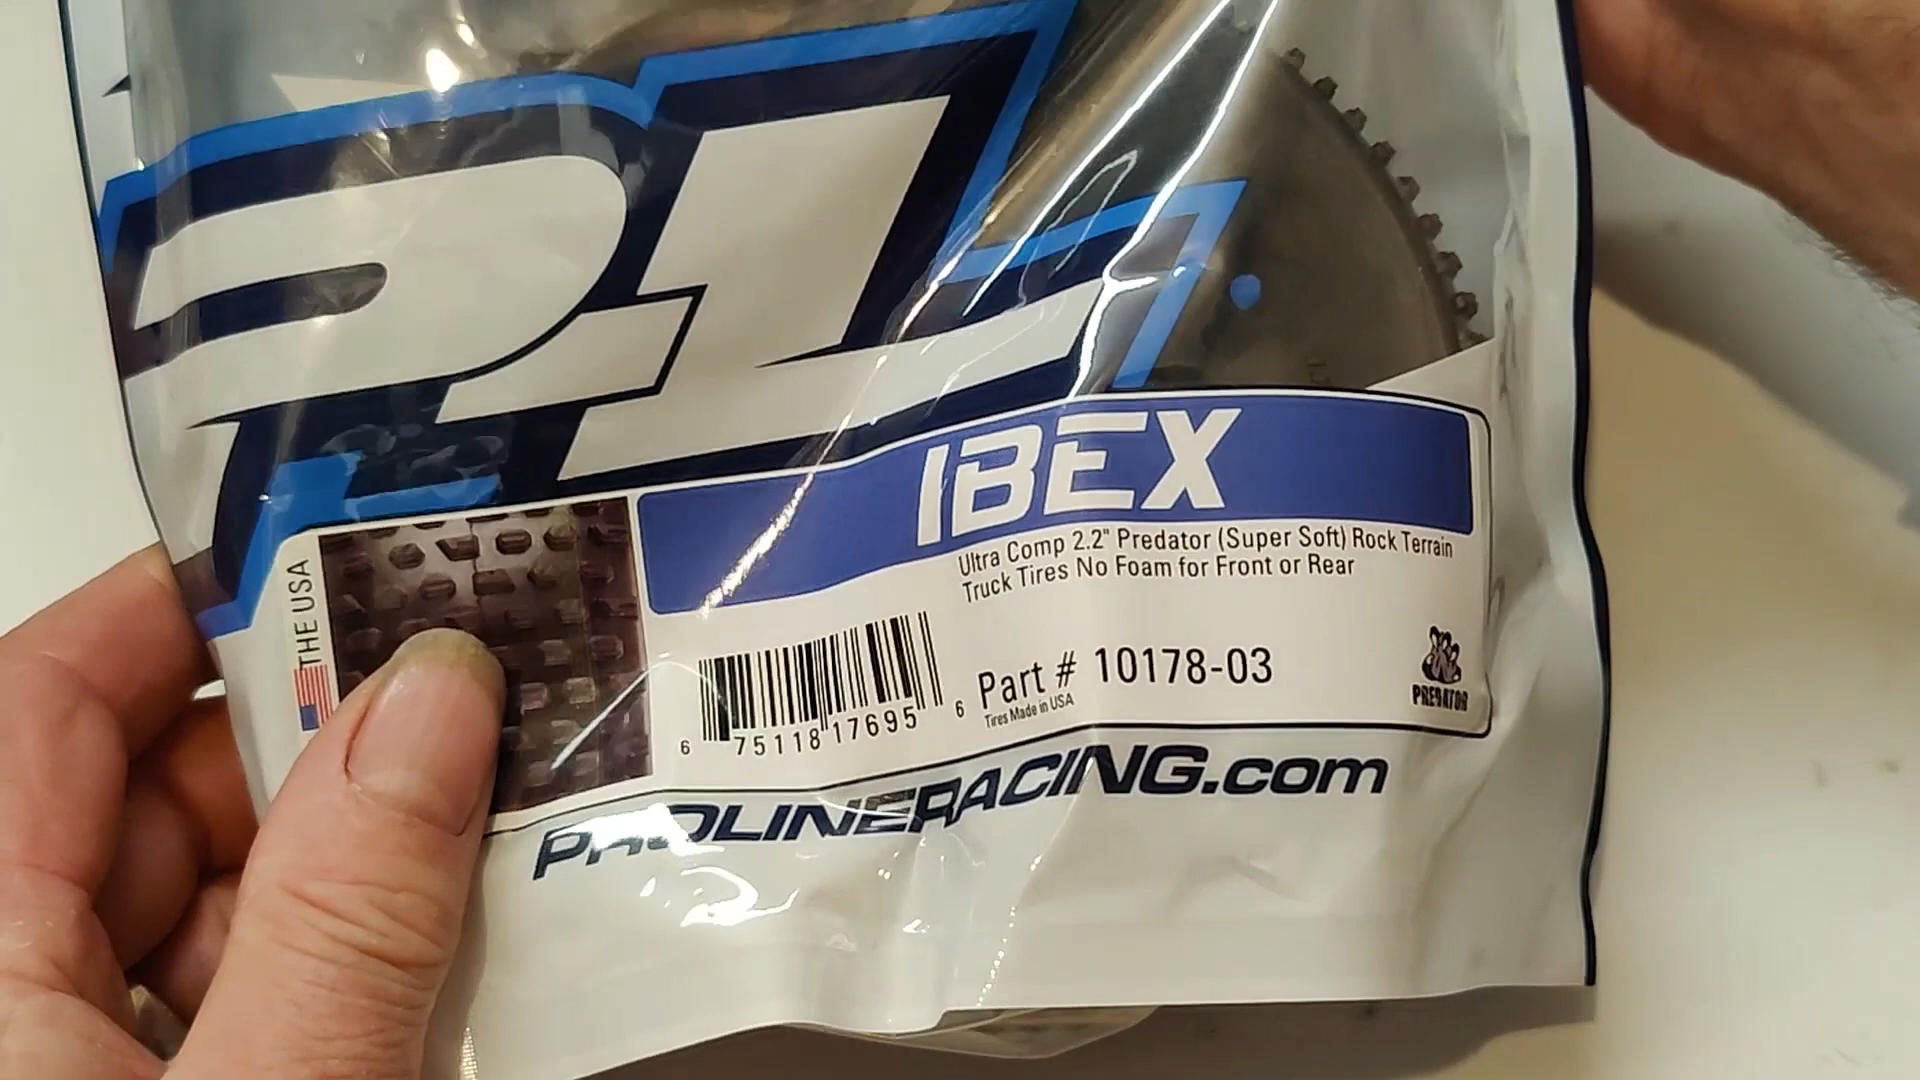 PL
IBEX
Ultra Comp 2.2" Predator (Super Soft) Rock Terrain
Truck Tires No Foam for Front or Rear
THE USA
6 75118 17695 6
Part # 10178-03
Tires Made in USA
PREDATOR
PROLINERACING.com